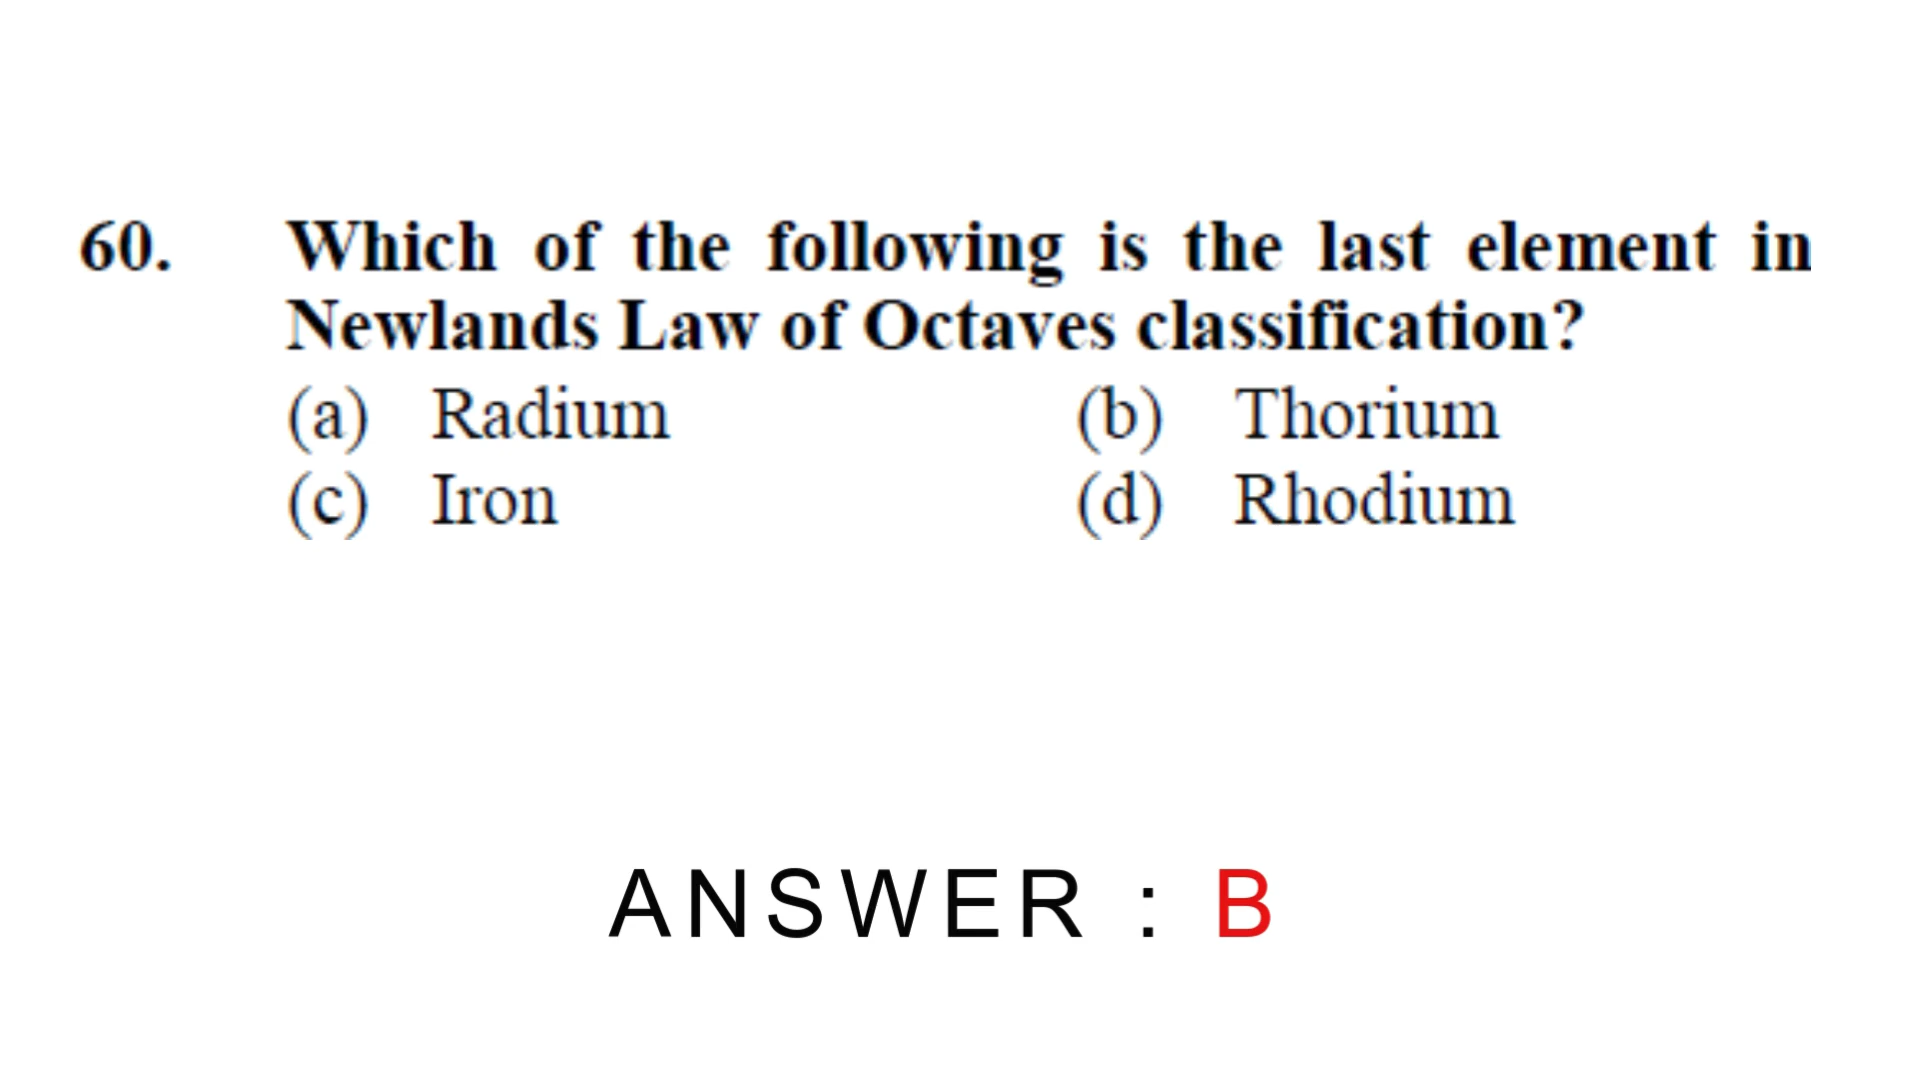 60. Which of the following is the last element in
Newlands Law of Octaves classification?
(a) Radium (b) Thorium
(c) Iron (d) Rhodium
ANSWER : B